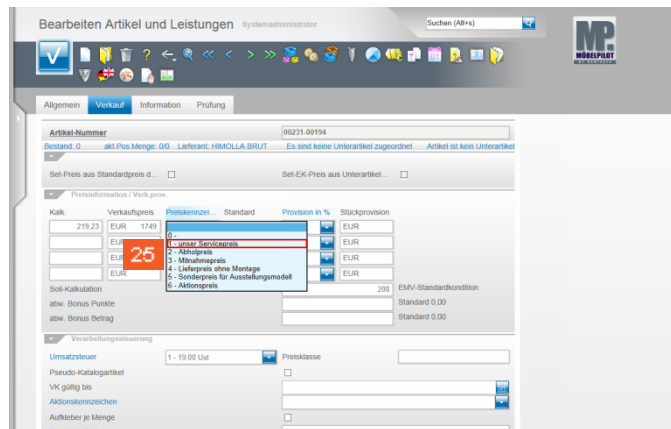 Bearbeiten Artikel und Leistungen Systemadministrator Suchen (Alt+s)
MP.
MÖBELPILOT
Allgemein Verkauf Information Prüfung
Artikel-Nummer 00231-00194
Bestand: 0 akt.Pos.Menge: 0/0 Lieferant: HIMOLLA BRUT Es sind keine Unterartikel zugeordnet Artikel ist kein Unterartikel
Set-Preis aus Standardpreis d... Set-EK-Preis aus Unterartikel...
Preisinformation / Verk.prov.
Kalk. Verkaufspreis Preiskennzei... Standard Provision in % Stückprovision
219,23 EUR 1749 EUR
0 -
EUR 1 - unser Servicepreis EUR
2 - Abholpreis
EUR 25 3 - Mitnahmepreis EUR
4 - Lieferpreis ohne Montage
EUR 5 - Sonderpreis für Ausstellungsmodell EUR
6 - Aktionspreis
Soll-Kalkulation 200 EMV-Standardkondition
abw. Bonus Punkte Standard 0,00
abw. Bonus Betrag Standard 0,00
Verarbeitungssteuerung
Umsatzsteuer 1 - 19.00 Ust Preisklasse
Pseudo-Katalogartikel
VK gültig bis
Aktionskennzeichen
Aufkleber je Menge